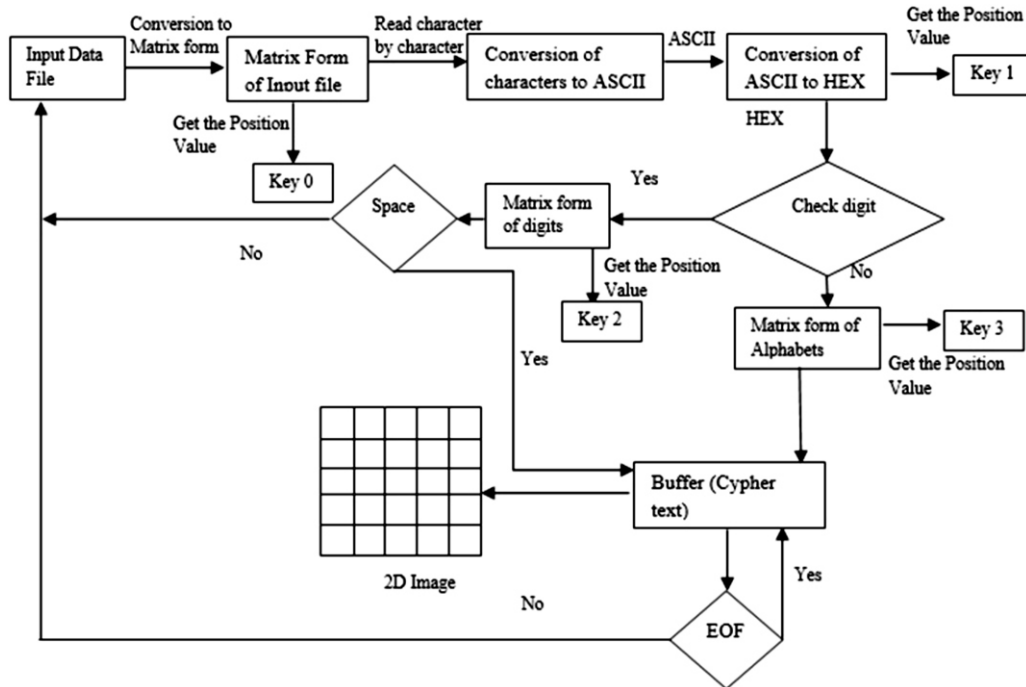 Conversion to
Matrix form
Read character
by character
ASCII
Get the Position
Value
Input Data
File
Matrix Form
of Input file
Conversion of
characters to ASCII
Conversion of
ASCII to HEX
Key 1
HEX
Get the Position
Value
Key 0
Space
Yes
Matrix form
of digits
Check digit
No
Get the Position
Value
No
Key 2
Matrix form of
Alphabets
Key 3
Get the Position
Value
Yes
Buffer (Cypher
text)
2D Image
Yes
No
EOF